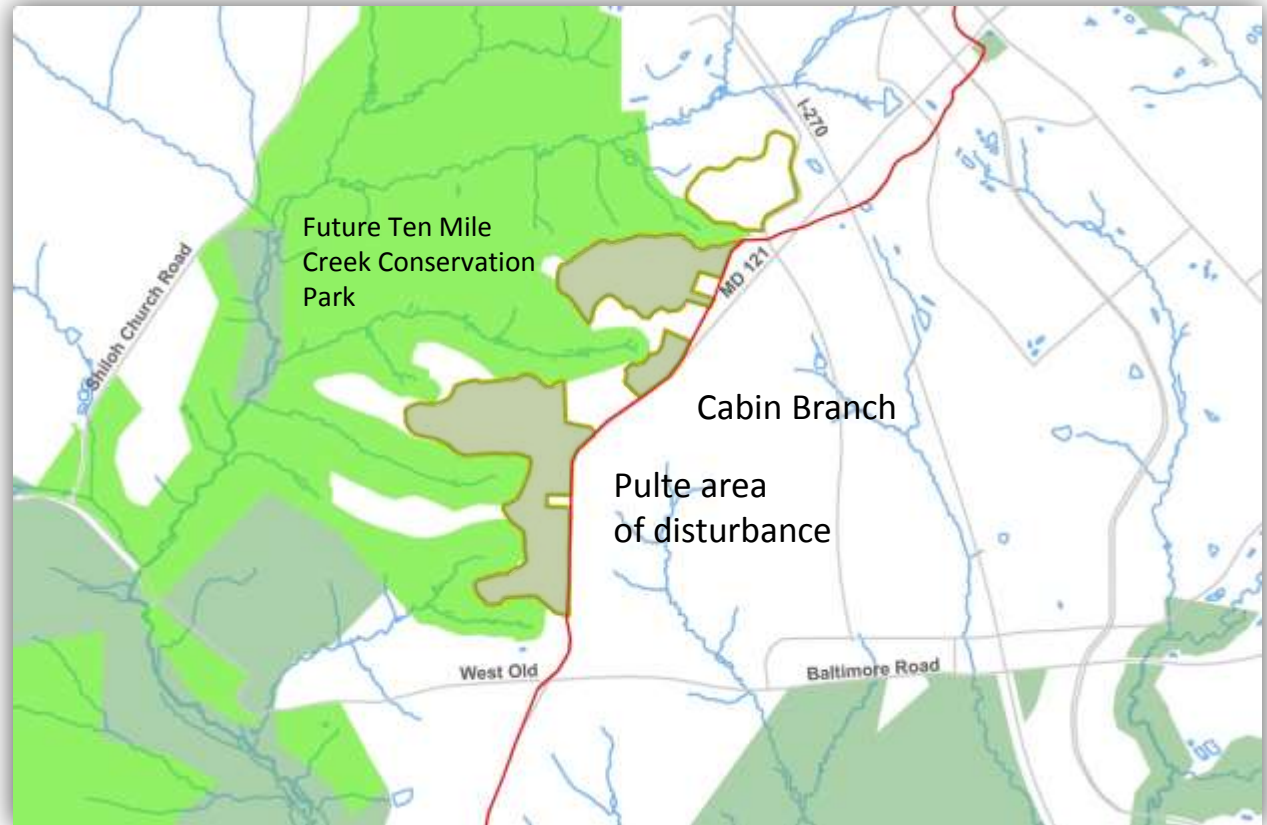 I-270
Future Ten Mile
Creek Conservation
Park
MD 121
Shiloh Church Road
Cabin Branch
Pulte area
of disturbance
West Old
Baltimore Road